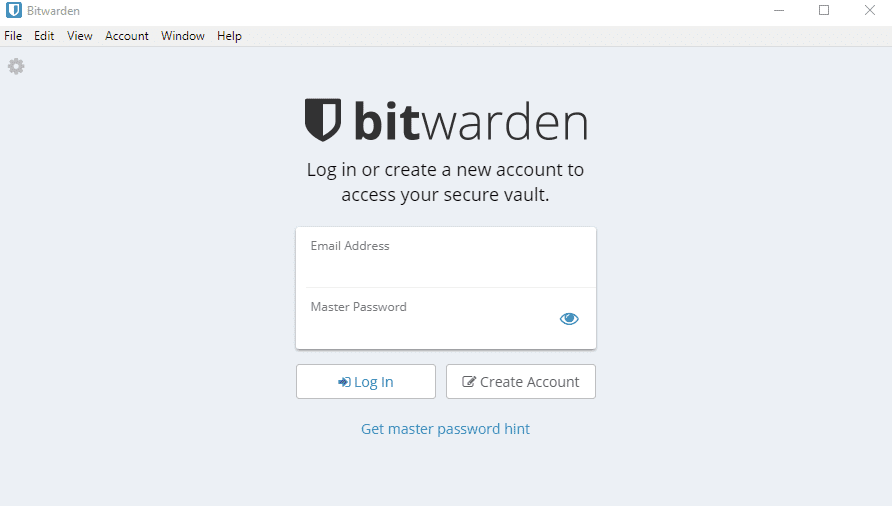 Bitwarden
File Edit View Account Window Help
bitwarden
Log in or create a new account to
access your secure vault.
Email Address
Master Password
Log In Create Account
Get master password hint